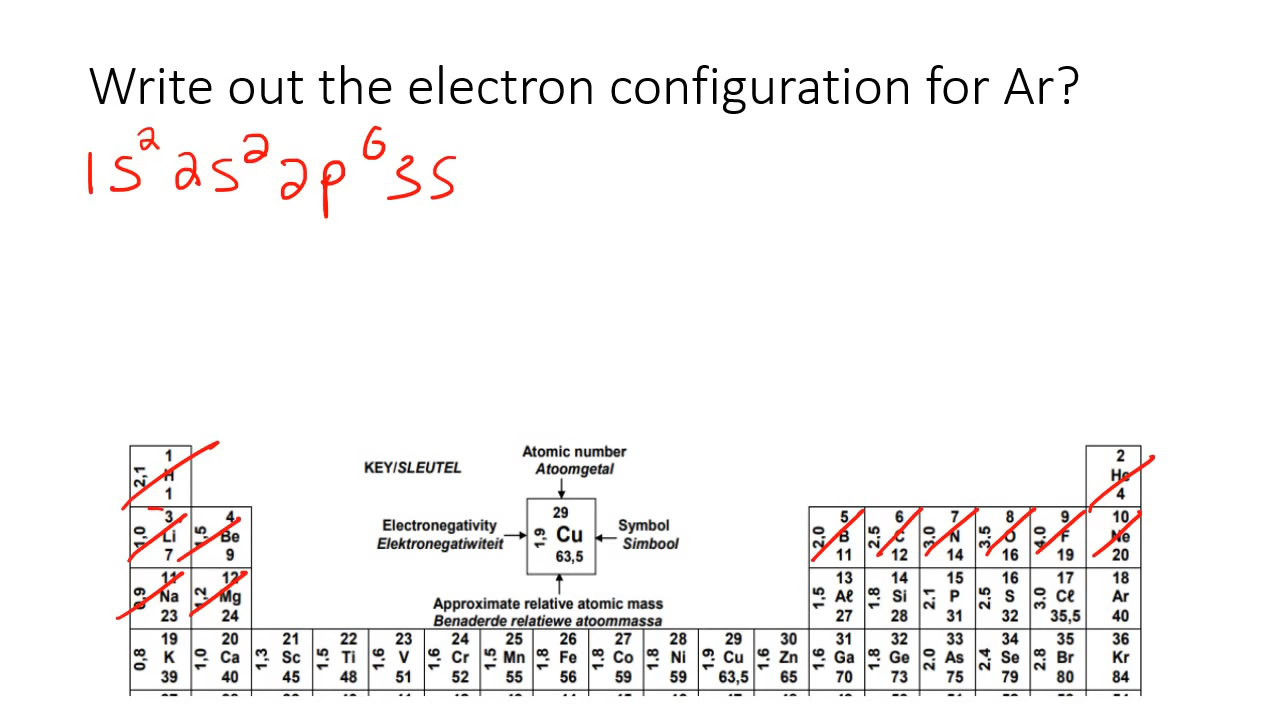 Write out the electron configuration for Ar?
1s² 2s² 2p⁶ 3s
1 2
2,1 H KEY/SLEUTEL Atomic number He
1 Atoomgetal 4
3 4 29 5 6 7 8 9 10
1,0 Li 1,5 Be Electronegativity 1,9 Cu Symbol 2,0 B 2,5 C 3,0 N 3,5 O 4,0 F Ne
7 9 Elektronegatiwiteit 63,5 Simbool 11 12 14 16 19 20
11 12 13 14 15 16 17 18
0,9 Na 1,2 Mg Approximate relative atomic mass 1,5 Aℓ 1,8 Si 2,1 P 2,5 S 3,0 Cℓ Ar
23 24 Benaderde relatiewe atoommassa 27 28 31 32 35,5 40
19 20 21 22 23 24 25 26 27 28 29 30 31 32 33 34 35 36
0,8 K 1,0 Ca 1,3 Sc 1,5 Ti 1,6 V 1,6 Cr 1,5 Mn 1,8 Fe 1,8 Co 1,8 Ni 1,9 Cu 1,6 Zn 1,6 Ga 1,8 Ge 2,0 As 2,4 Se 2,8 Br Kr
39 40 45 48 51 52 55 56 59 59 63,5 65 70 73 75 79 80 84